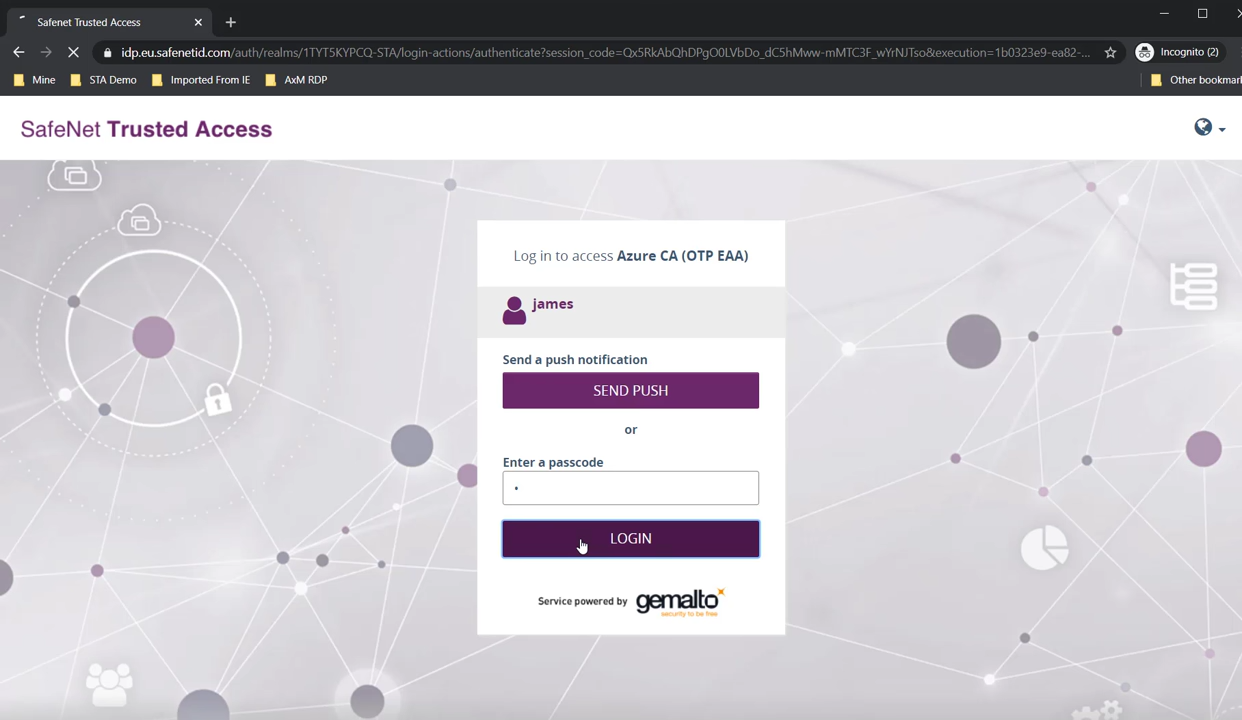 Safenet Trusted Access
idp.eu.safenetid.com/auth/realms/1TYT5KYPCQ-STA/login-actions/authenticate?session_code=Qx5RkAbQhDPgO0LVbDo_dC5hMww-mMTC3F_wYrNJTso&execution=1b0323e9-ea82-...
Incognito (2)
Mine
STA Demo
Imported From IE
AxM RDP
Other bookmar
SafeNet Trusted Access
Log in to access Azure CA (OTP EAA)
james
Send a push notification
SEND PUSH
or
Enter a passcode
LOGIN
Service powered by gemalto
security to be free